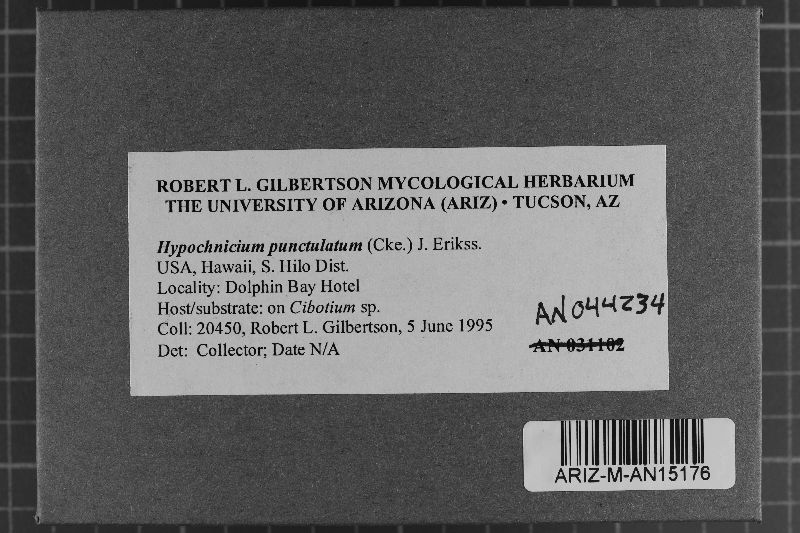 ROBERT L. GILBERTSON MYCOLOGICAL HERBARIUM
THE UNIVERSITY OF ARIZONA (ARIZ) • TUCSON, AZ
Hypochnicium punctulatum (Cke.) J. Erikss.
USA, Hawaii, S. Hilo Dist.
Locality: Dolphin Bay Hotel
Host/substrate: on Cibotium sp.
Coll: 20450, Robert L. Gilbertson, 5 June 1995
Det: Collector; Date N/A
AN044234
AN 031102
ARIZ-M-AN15176